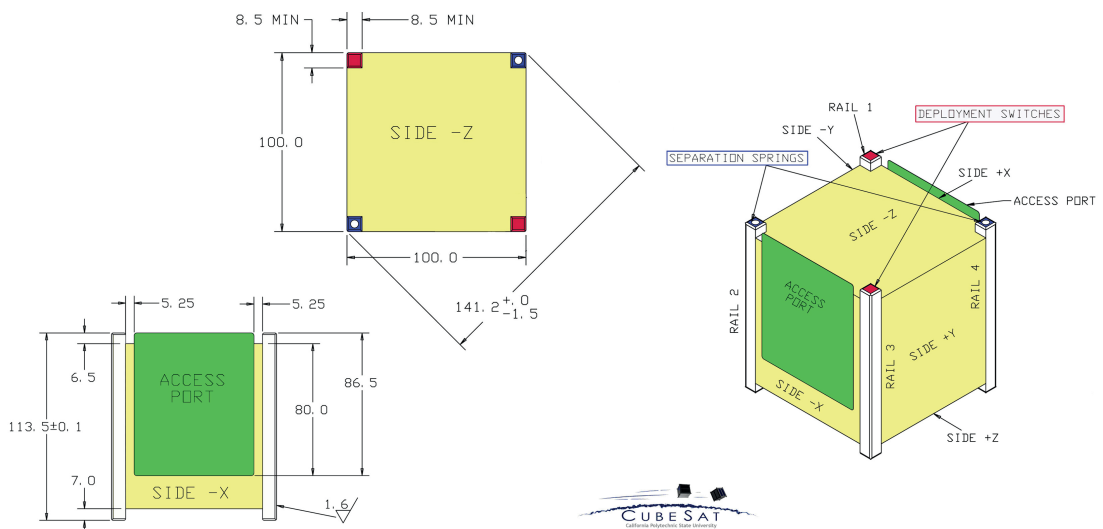 8.5 MIN
8.5 MIN
100.0
SIDE -Z
100.0
141.2 +.0 -1.5
RAIL 1
DEPLOYMENT SWITCHES
SIDE -Y
SEPARATION SPRINGS
SIDE +X
ACCESS PORT
SIDE -Z
ACCESS
PORT
RAIL 2
RAIL 4
RAIL 3
SIDE +Y
SIDE -X
SIDE +Z
5.25
5.25
6.5
ACCESS
PORT
86.5
80.0
113.5±0.1
7.0
SIDE -X
1.6
CUBESAT
California Polytechnic State University